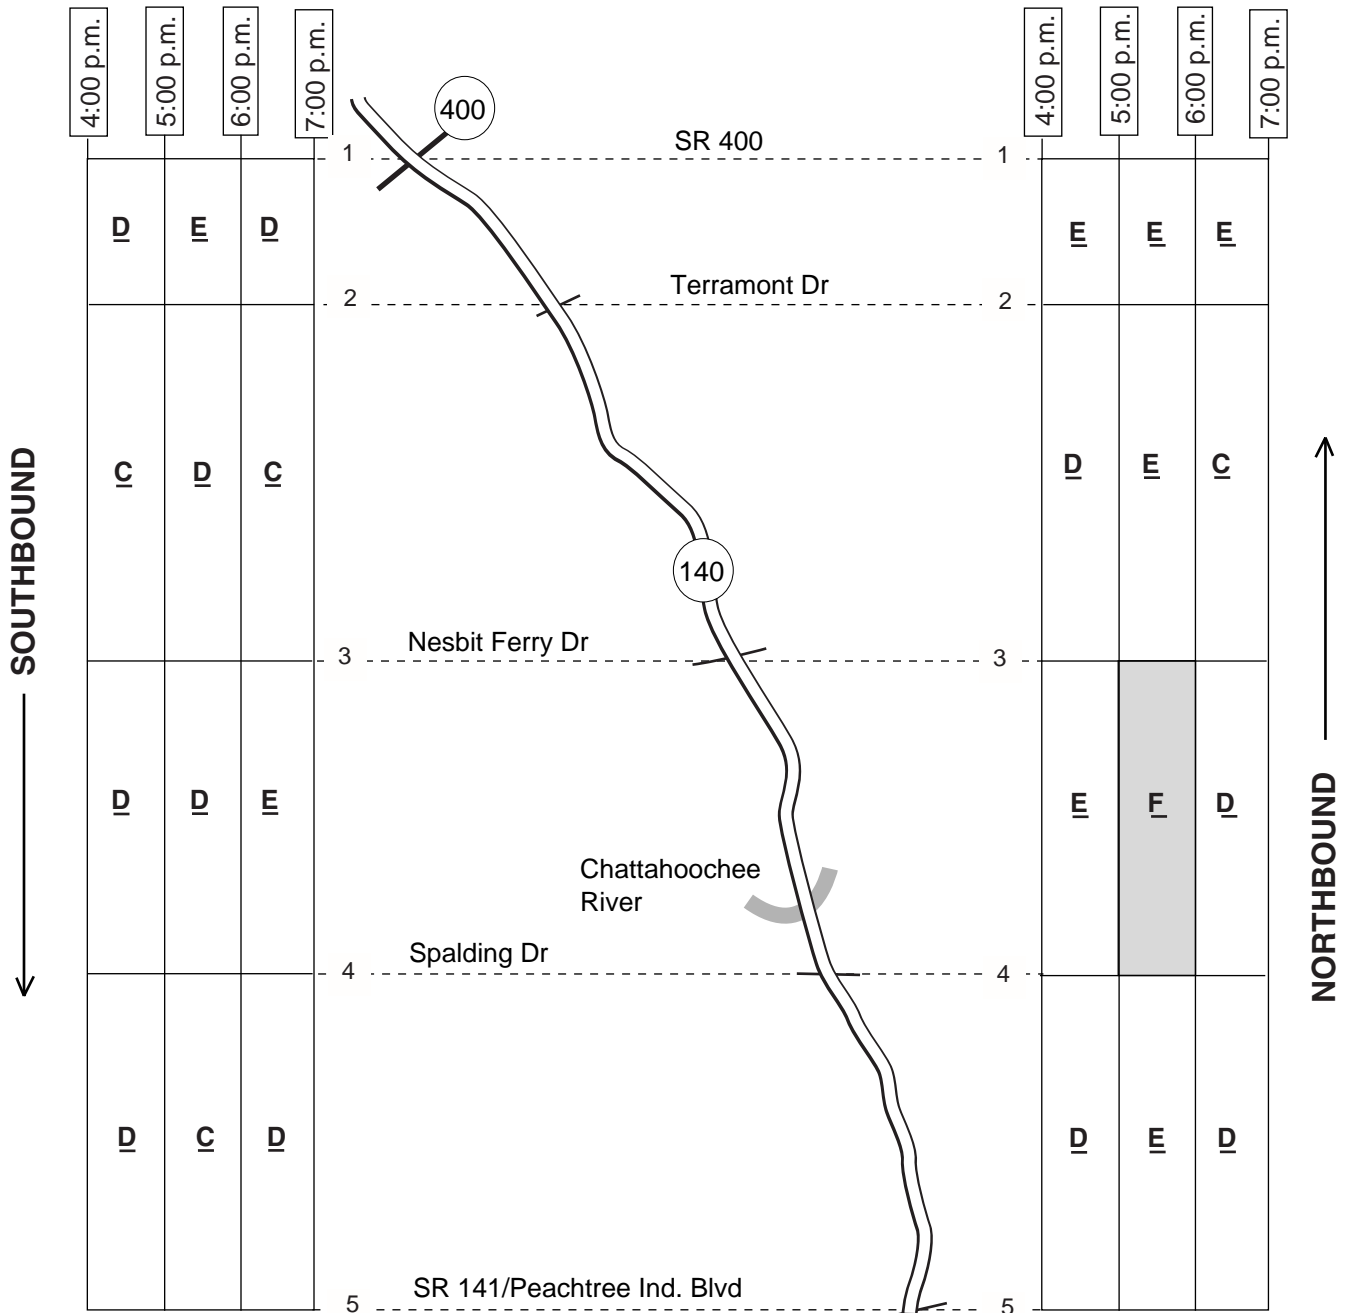 4:00 p.m. 5:00 p.m. 6:00 p.m. 7:00 p.m.
4:00 p.m. 5:00 p.m. 6:00 p.m. 7:00 p.m.
400
1 SR 400 1
D E D
E E E
2 Terramont Dr 2
C D C
D E C
SOUTHBOUND
140
3 Nesbit Ferry Dr 3
D D E
E F D
NORTHBOUND
Chattahoochee
River
4 Spalding Dr 4
D C D
D E D
5 SR 141/Peachtree Ind. Blvd 5